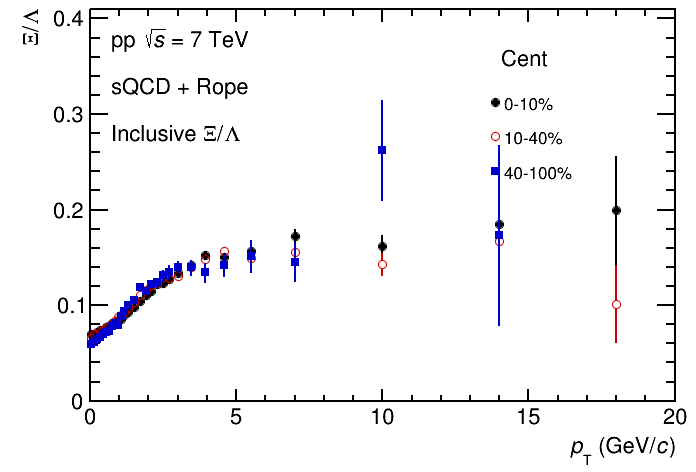 Ξ/Λ
0.4
pp √s = 7 TeV
Cent
sQCD + Rope
0-10%
0.3
Inclusive Ξ/Λ
10-40%
40-100%
0.2
0.1
0
0 5 10 15 20
p_T (GeV/c)